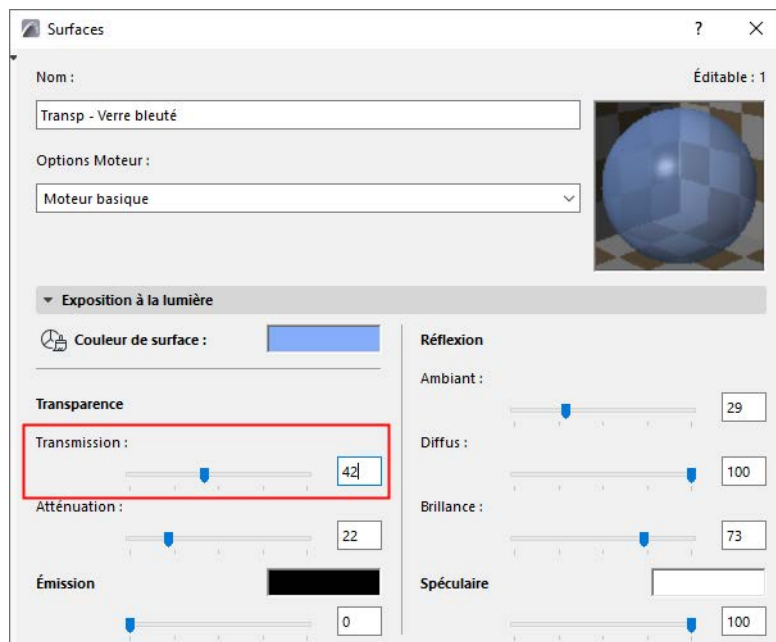 Surfaces
?
Nom :
Éditable : 1
Transp - Verre bleuté
Options Moteur :
Moteur basique
Exposition à la lumière
Couleur de surface :
Transparence
Transmission :
42
Atténuation :
22
Émission
0
Réflexion
Ambiant :
29
Diffus :
100
Brillance :
73
Spéculaire
100